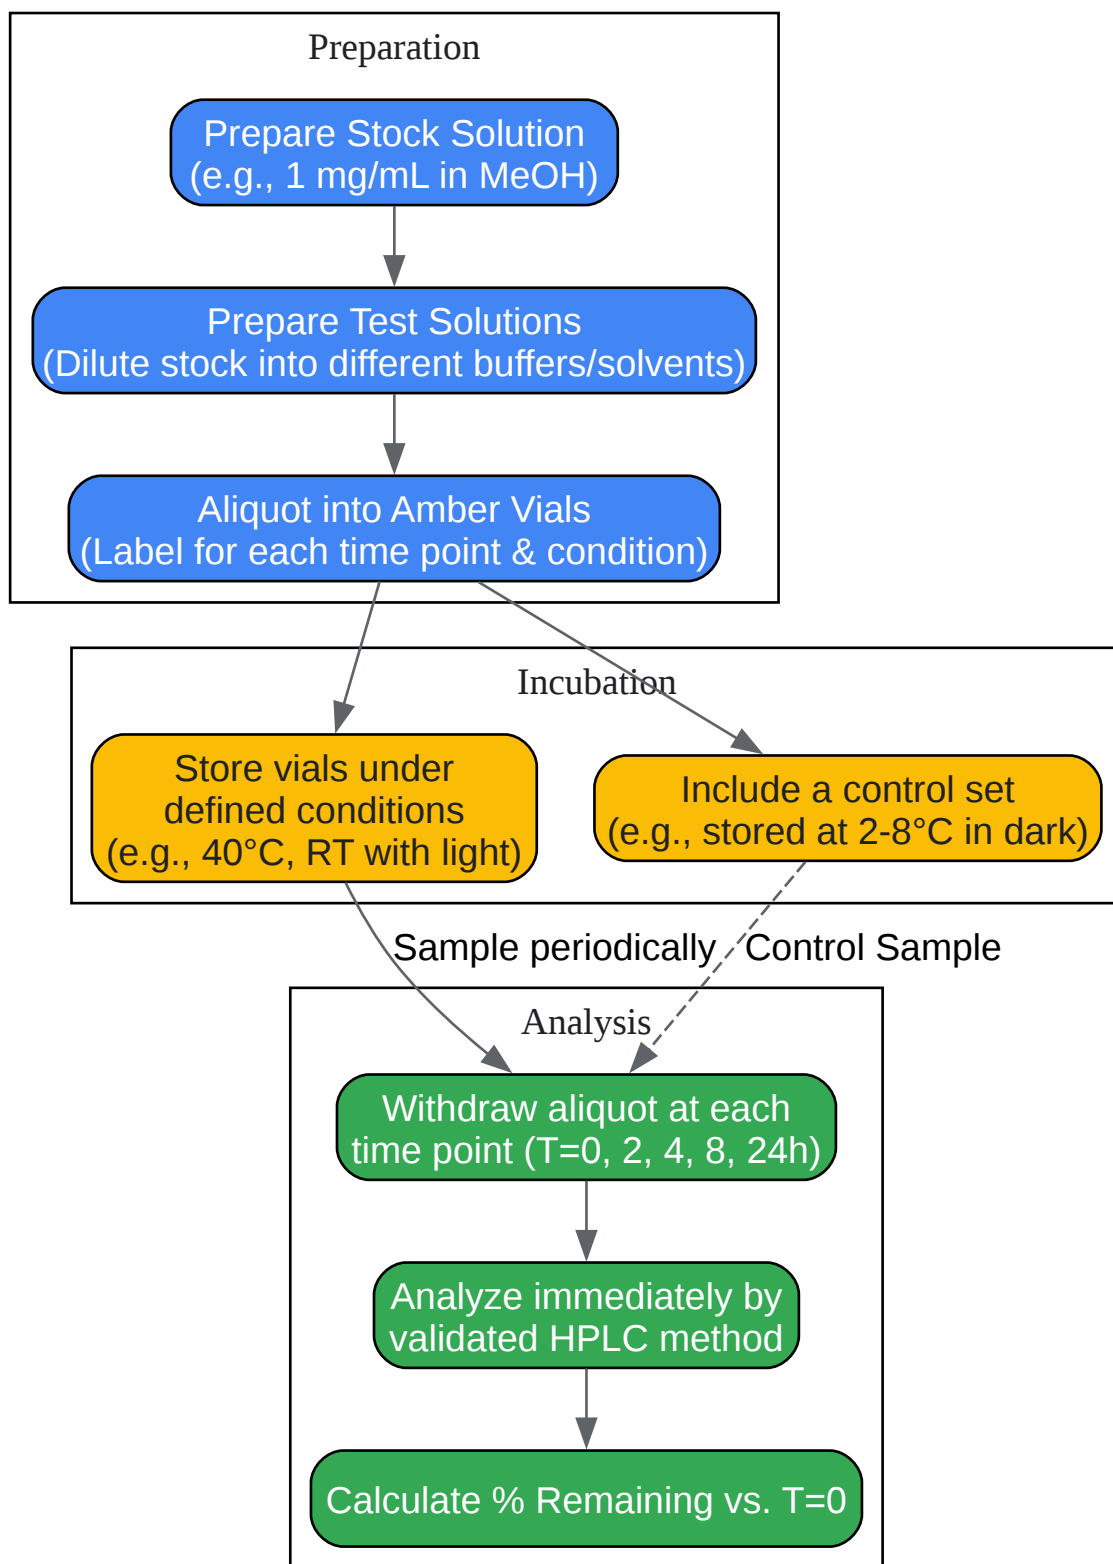 Preparation
Prepare Stock Solution
(e.g., 1 mg/mL in MeOH)
Prepare Test Solutions
(Dilute stock into different buffers/solvents)
Aliquot into Amber Vials
(Label for each time point & condition)
Incubation
Store vials under
defined conditions
(e.g., 40°C, RT with light)
Include a control set
(e.g., stored at 2-8°C in dark)
Sample periodically
Control Sample
Analysis
Withdraw aliquot at each
time point (T=0, 2, 4, 8, 24h)
Analyze immediately by
validated HPLC method
Calculate % Remaining vs. T=0